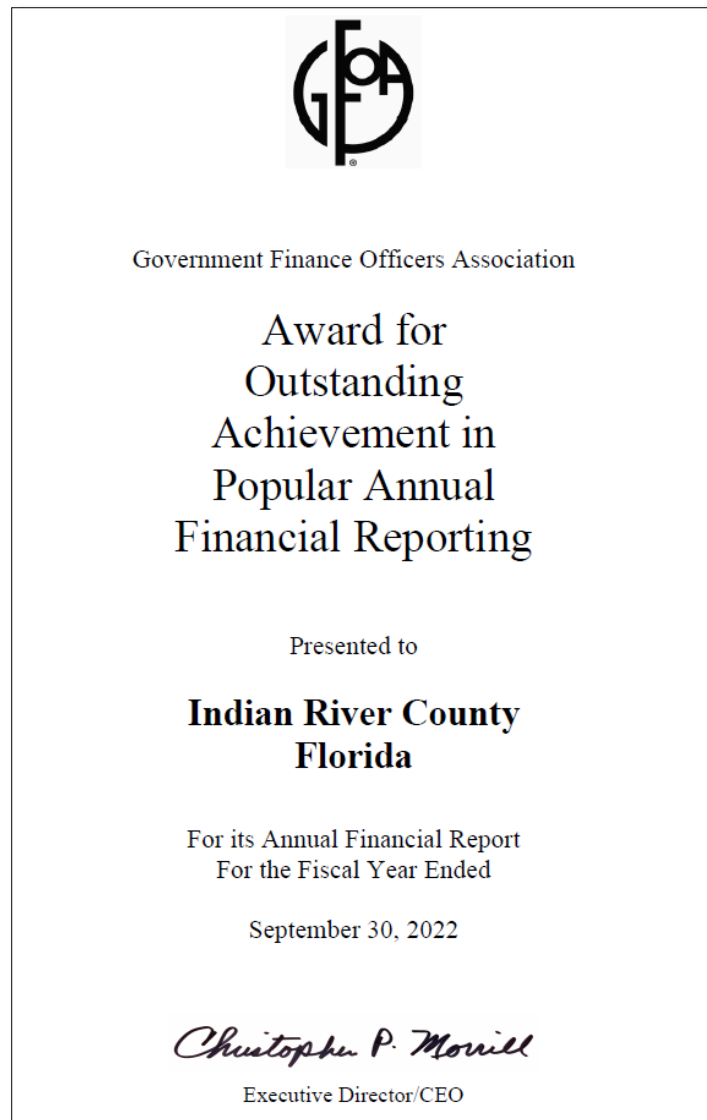 GFOA
®
Government Finance Officers Association
Award for
Outstanding
Achievement in
Popular Annual
Financial Reporting
Presented to
Indian River County
Florida
For its Annual Financial Report
For the Fiscal Year Ended
September 30, 2022
Christopher P. Morrill
Executive Director/CEO